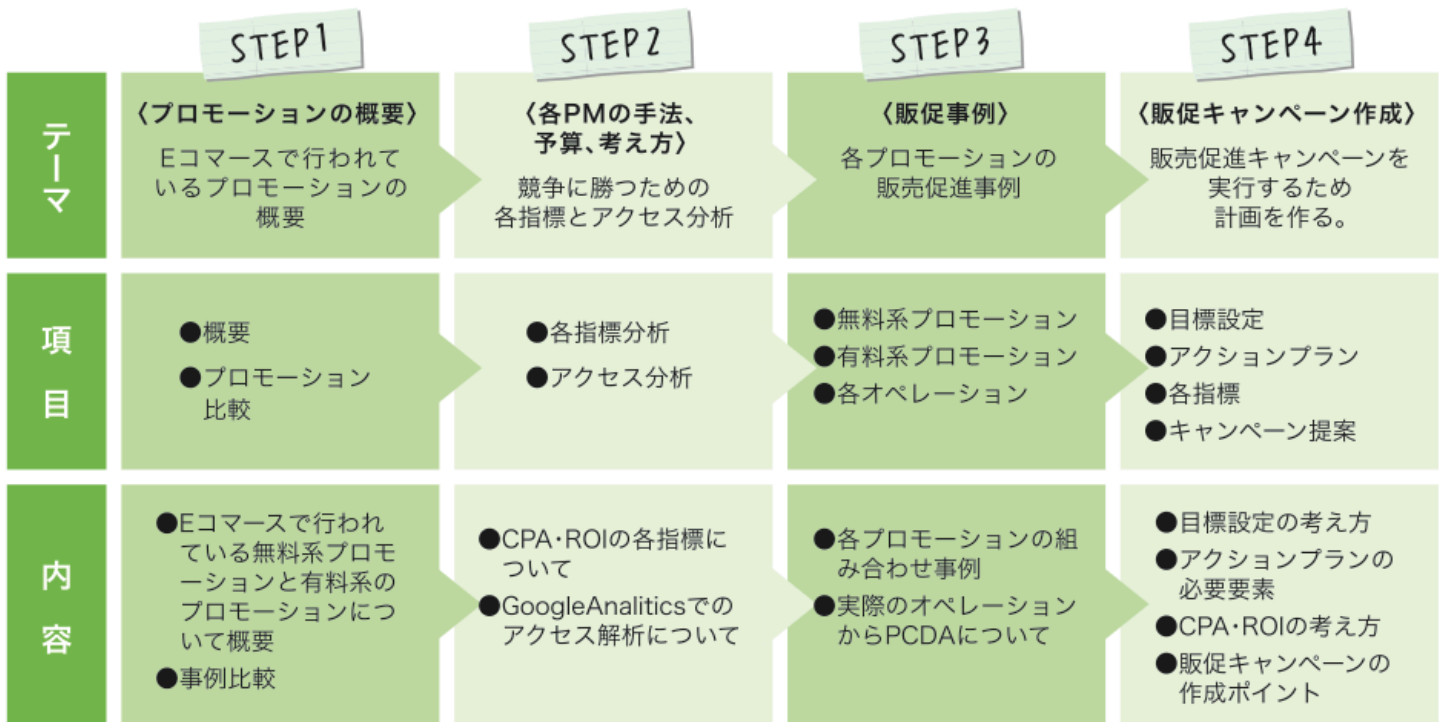 STEP1
STEP2
STEP3
STEP4
テーマ
〈プロモーションの概要〉
Eコマースで行われて
いるプロモーションの
概要
〈各PMの手法、
予算、考え方〉
競争に勝つための
各指標とアクセス分析
〈販促事例〉
各プロモーションの
販売促進事例
〈販促キャンペーン作成〉
販売促進キャンペーンを
実行するため
計画を作る。
項目
●概要
●プロモーション
比較
●各指標分析
●アクセス分析
●無料系プロモーション
●有料系プロモーション
●各オペレーション
●目標設定
●アクションプラン
●各指標
●キャンペーン提案
内容
●Eコマースで行われ
ている無料系プロモ
ーションと有料系の
プロモーションにつ
いて概要
●事例比較
●CPA・ROIの各指標に
ついて
●GoogleAnaliticsでの
アクセス解析について
●各プロモーションの組
み合わせ事例
●実際のオペレーション
からPCDAについて
●目標設定の考え方
●アクションプランの
必要要素
●CPA・ROIの考え方
●販促キャンペーンの
作成ポイント